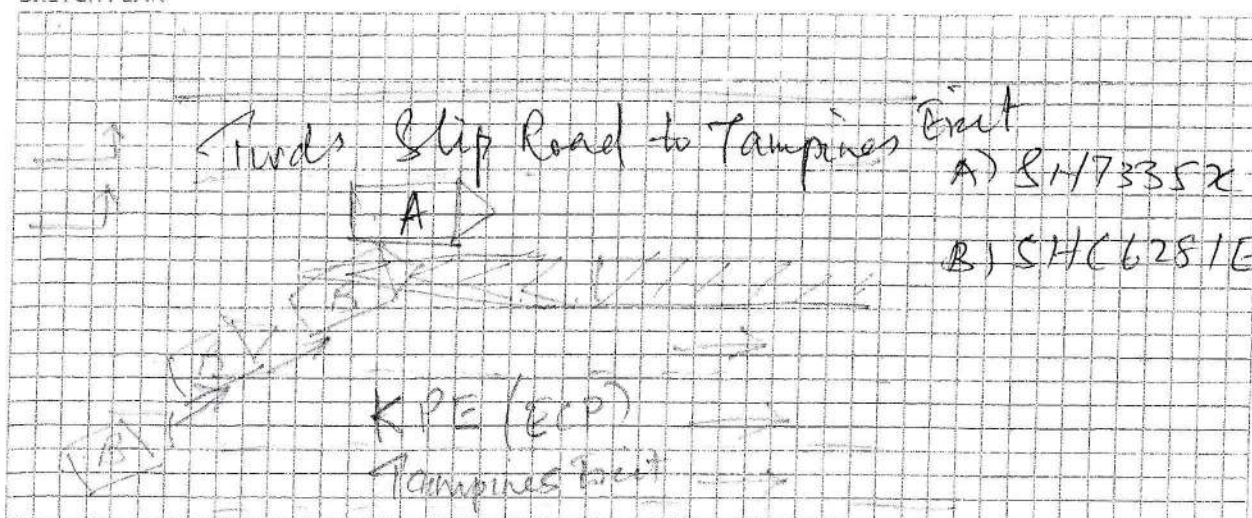 Twds Slip Road to Tampines Exit
A) SH7335X
A
B) SHC6281E
B
B
B
KPE (ECP)
Tampines Exit